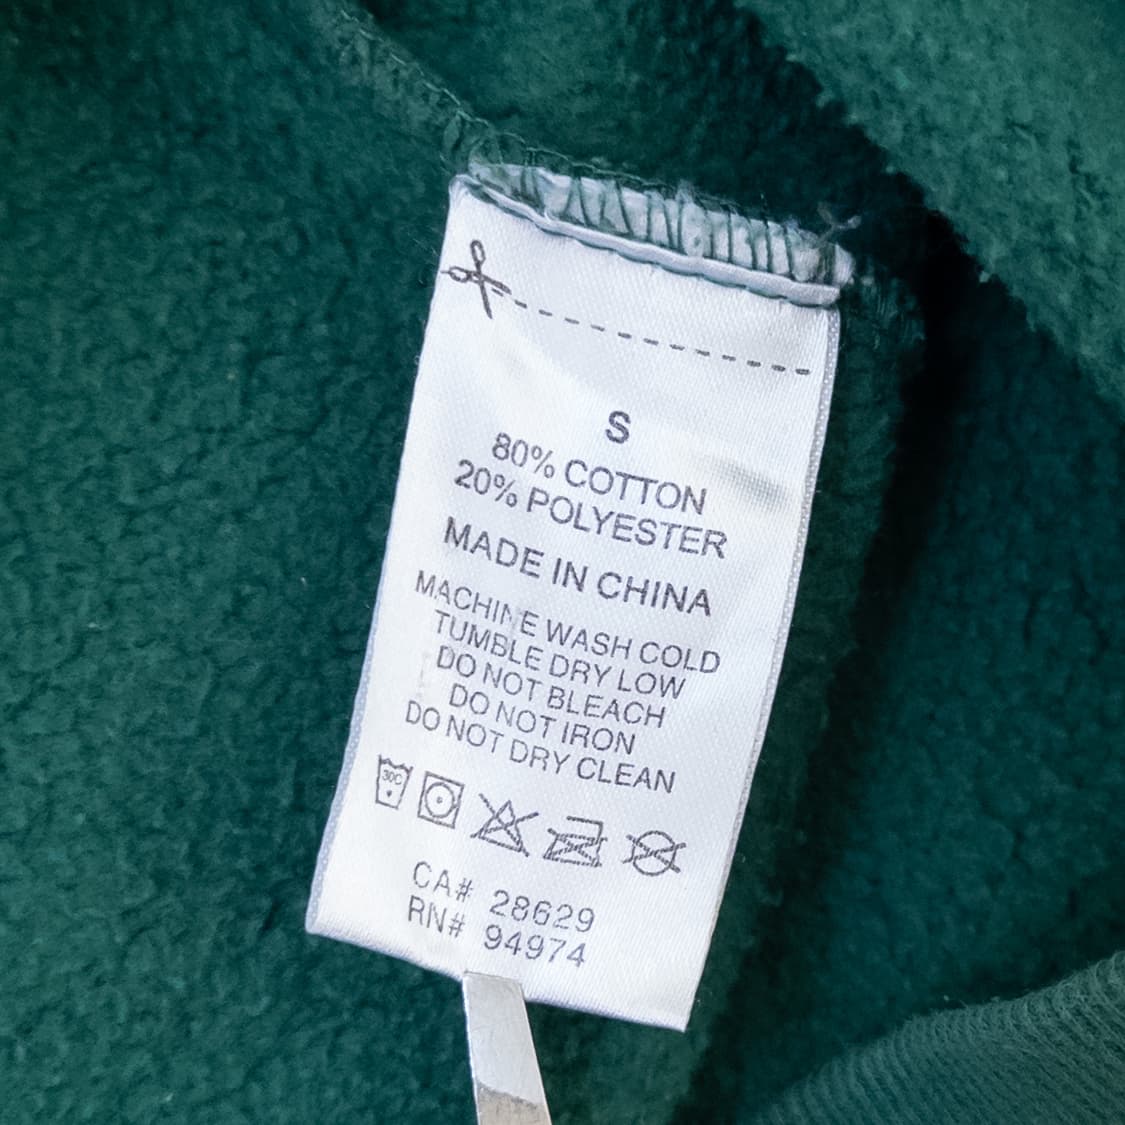 S
80% COTTON
20% POLYESTER
MADE IN CHINA
MACHINE WASH COLD
TUMBLE DRY LOW
DO NOT BLEACH
DO NOT IRON
DO NOT DRY CLEAN
30C
CA# 28629
RN# 94974